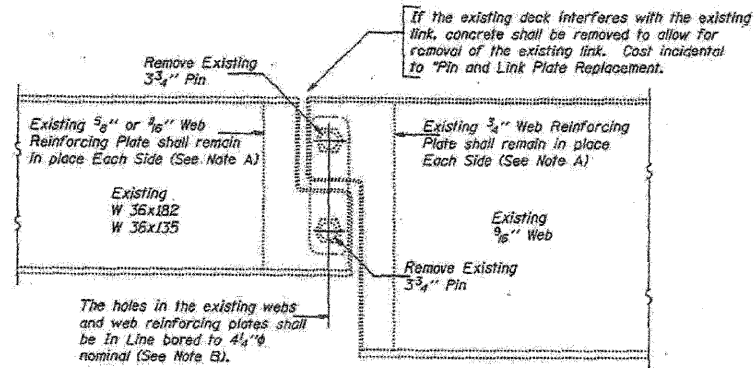 If the existing deck interferes with the existing
link, concrete shall be removed to allow for
removal of the existing link. Cost incidental
to "Pin and Link Plate Replacement.
Remove Existing
3¾" Pin
Existing ⅝" or 9/16" Web
Reinforcing Plate shall remain
in place Each Side (See Note A)
Existing
W 36x182
W 36x135
Existing ¾" Web Reinforcing
Plate shall remain in place
Each Side (See Note A)
Existing
9/16" Web
Remove Existing
3¾" Pin
The holes in the existing webs
and web reinforcing plates shall
be In Line bored to 4¼"ϕ
nominal (See Note B).